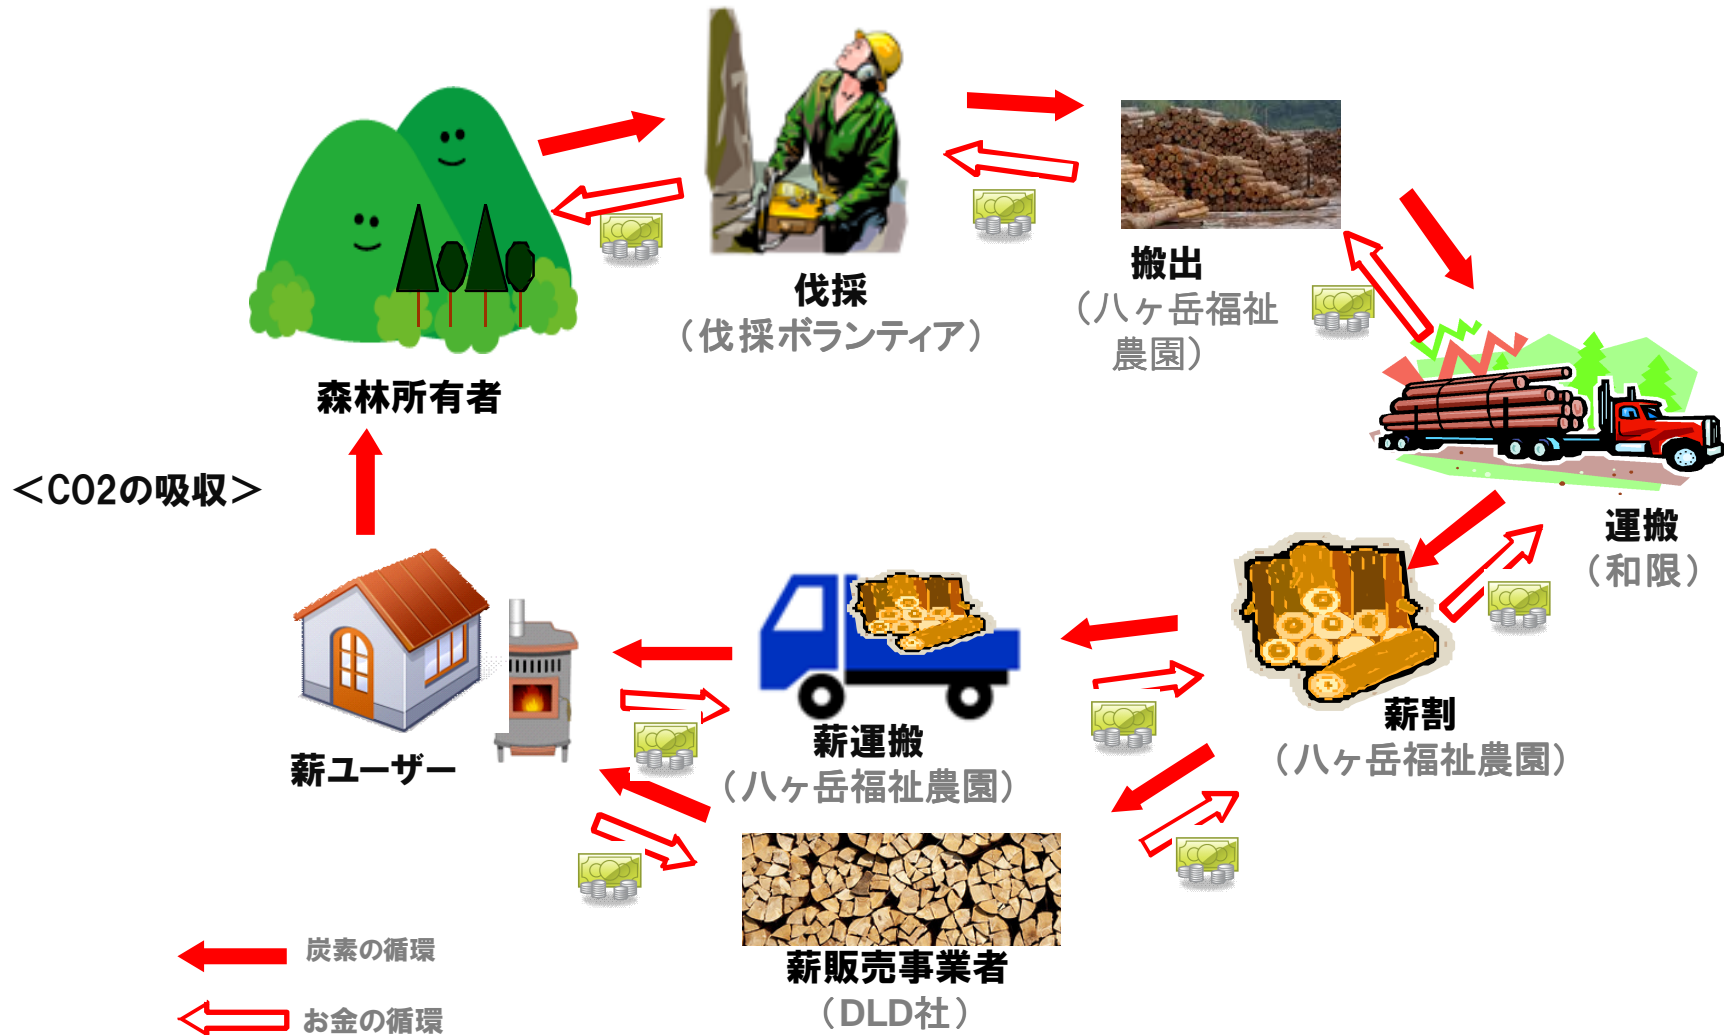 伐採
（伐採ボランティア）
搬出
（八ヶ岳福祉
農園）
森林所有者
＜CO2の吸収＞
運搬
（和限）
薪割
（八ヶ岳福祉農園）
薪運搬
（八ヶ岳福祉農園）
薪ユーザー
薪販売事業者
（DLD社）
炭素の循環
お金の循環